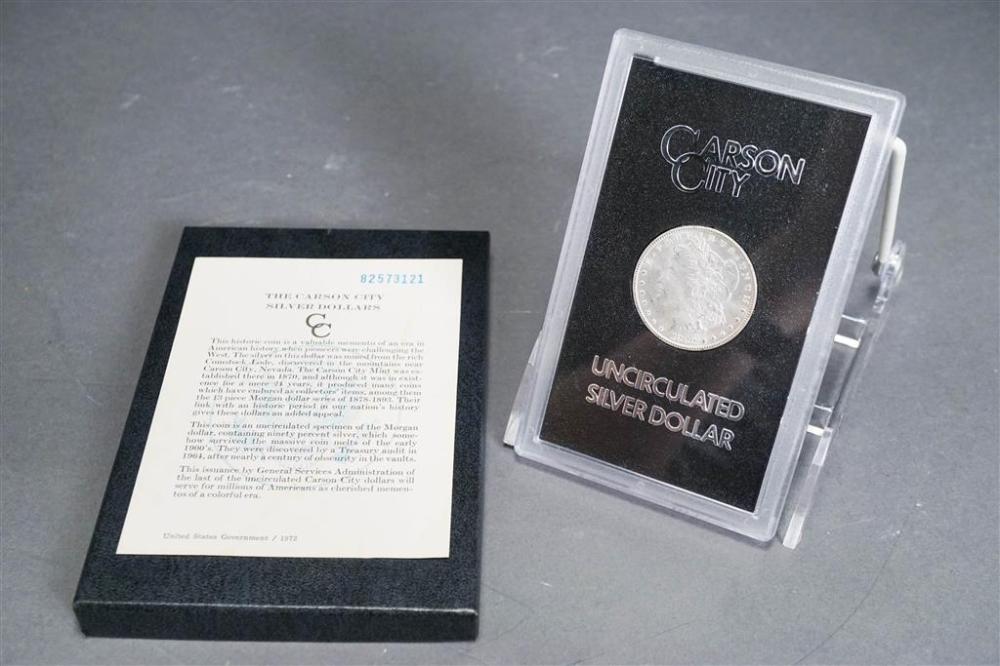 82573121
THE CARSON CITY
SILVER DOLLARS
CC
This historic coin is a valuable memento of an era in
American history when pioneers were challenging the
West. The silver in this dollar was mined from the rich
Comstock Lode, discovered in the mountains near
Carson City, Nevada. The Carson City Mint was es-
tablished there in 1870, and although it was in exist-
ence for a mere 24 years, it produced many coins
which have endured as collectors' items, among them
the 13 piece Morgan dollar series of 1878-1893. Their
link with an historic period in our nation's history
gives these dollars an added appeal.
This coin is an uncirculated specimen of the Morgan
dollar, containing ninety percent silver, which some-
how survived the massive coin melts of the early
1900's. They were discovered by a Treasury audit in
1964, after nearly a century of obscurity in the vaults.
This issuance by General Services Administration of
the last of the uncirculated Carson City dollars will
serve for millions of Americans as cherished memen-
tos of a colorful era.
United States Government / 1972
CARSON
CITY
UNCIRCULATED
SILVER DOLLAR